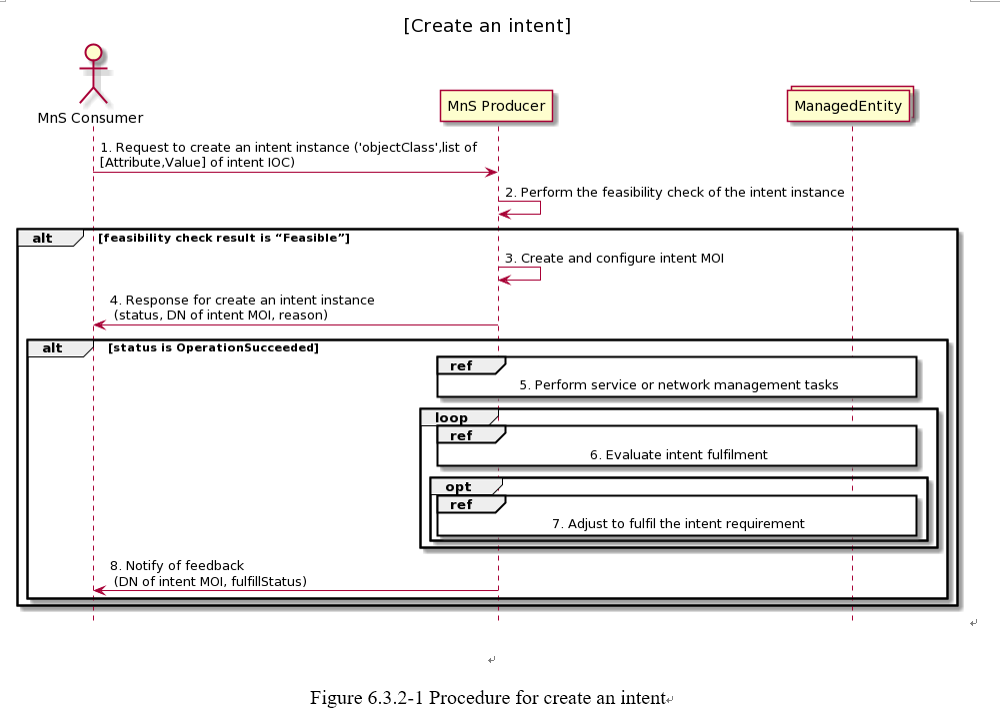 [Create an intent]
MnS Consumer
MnS Producer
ManagedEntity
1. Request to create an intent instance ('objectClass',list of
[Attribute,Value] of intent IOC)
2. Perform the feasibility check of the intent instance
alt
[feasibility check result is “Feasible”]
3. Create and configure intent MOI
4. Response for create an intent instance
(status, DN of intent MOI, reason)
alt
[status is OperationSucceeded]
ref
5. Perform service or network management tasks
loop
ref
6. Evaluate intent fulfilment
opt
ref
7. Adjust to fulfil the intent requirement
8. Notify of feedback
(DN of intent MOI, fulfillStatus)
Figure 6.3.2-1 Procedure for create an intent